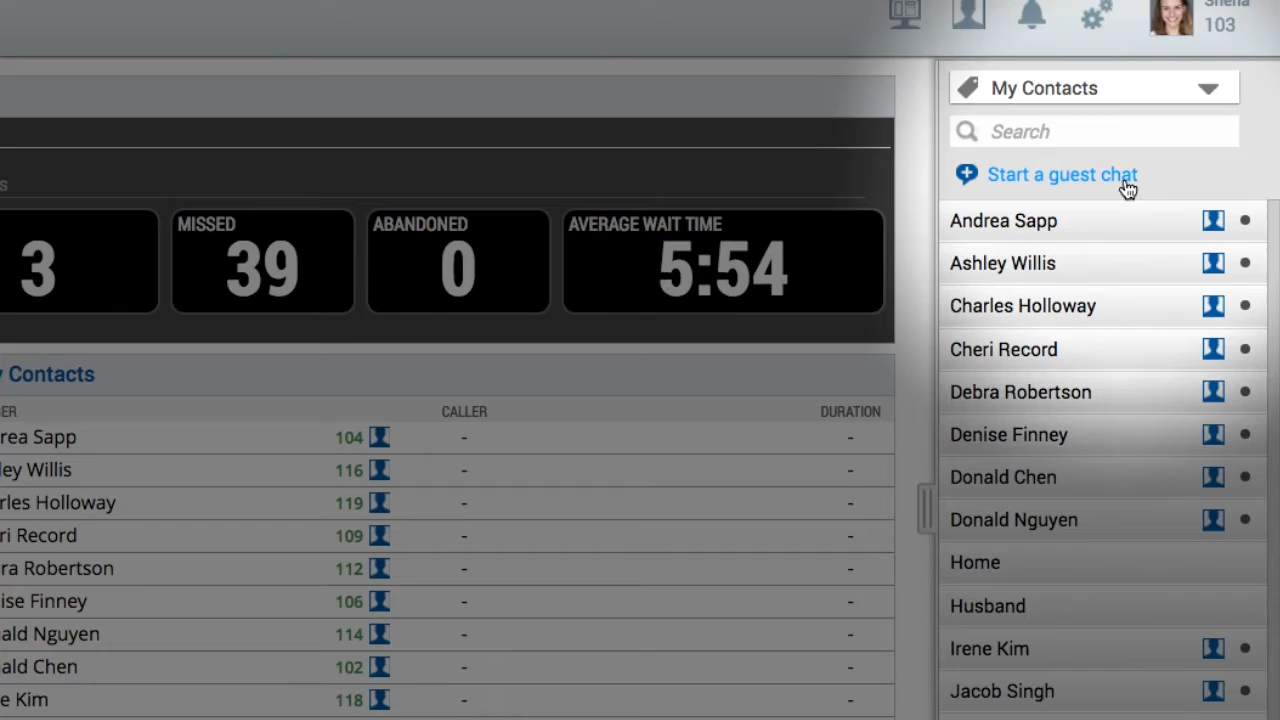 Shena
103
My Contacts
Search
Start a guest chat
s
3
MISSED
39
ABANDONED
0
AVERAGE WAIT TIME
5:54
y Contacts
ER CALLER DURATION
rea Sapp 104 - -
ley Willis 116 - -
rles Holloway 119 - -
ri Record 109 - -
ra Robertson 112 - -
ise Finney 106 - -
ald Nguyen 114 - -
ald Chen 102 - -
e Kim 118 - -
Andrea Sapp
Ashley Willis
Charles Holloway
Cheri Record
Debra Robertson
Denise Finney
Donald Chen
Donald Nguyen
Home
Husband
Irene Kim
Jacob Singh